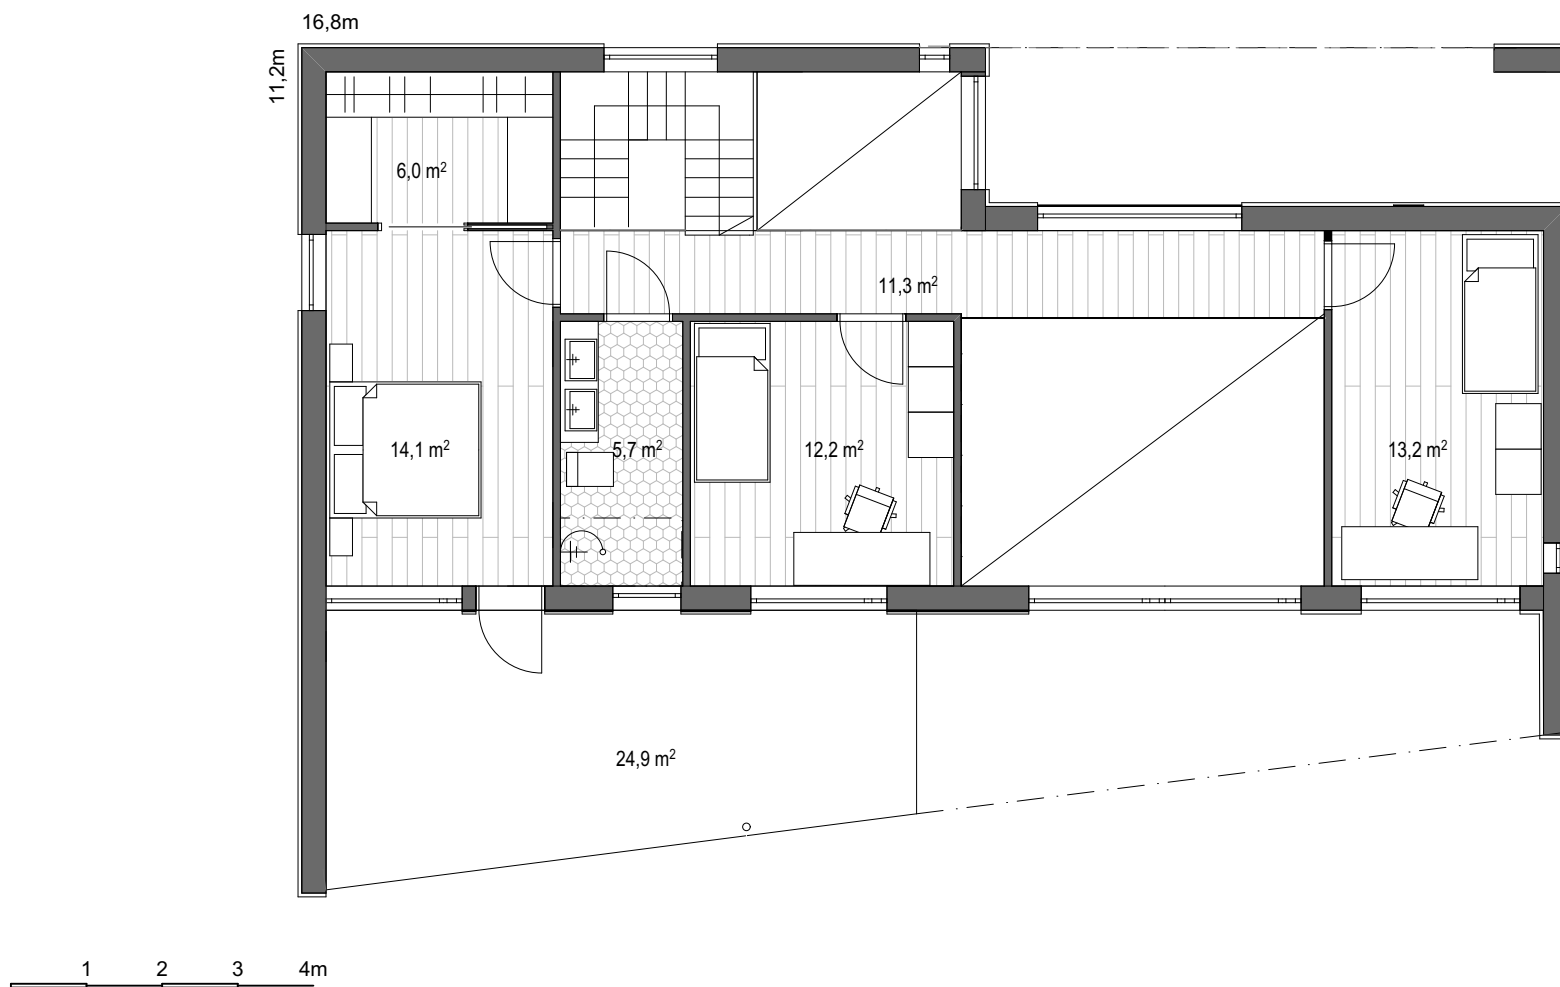 16,8m
11,2m
6,0 m²
11,3 m²
14,1 m²
5,7 m²
12,2 m²
13,2 m²
24,9 m²
1 2 3 4m